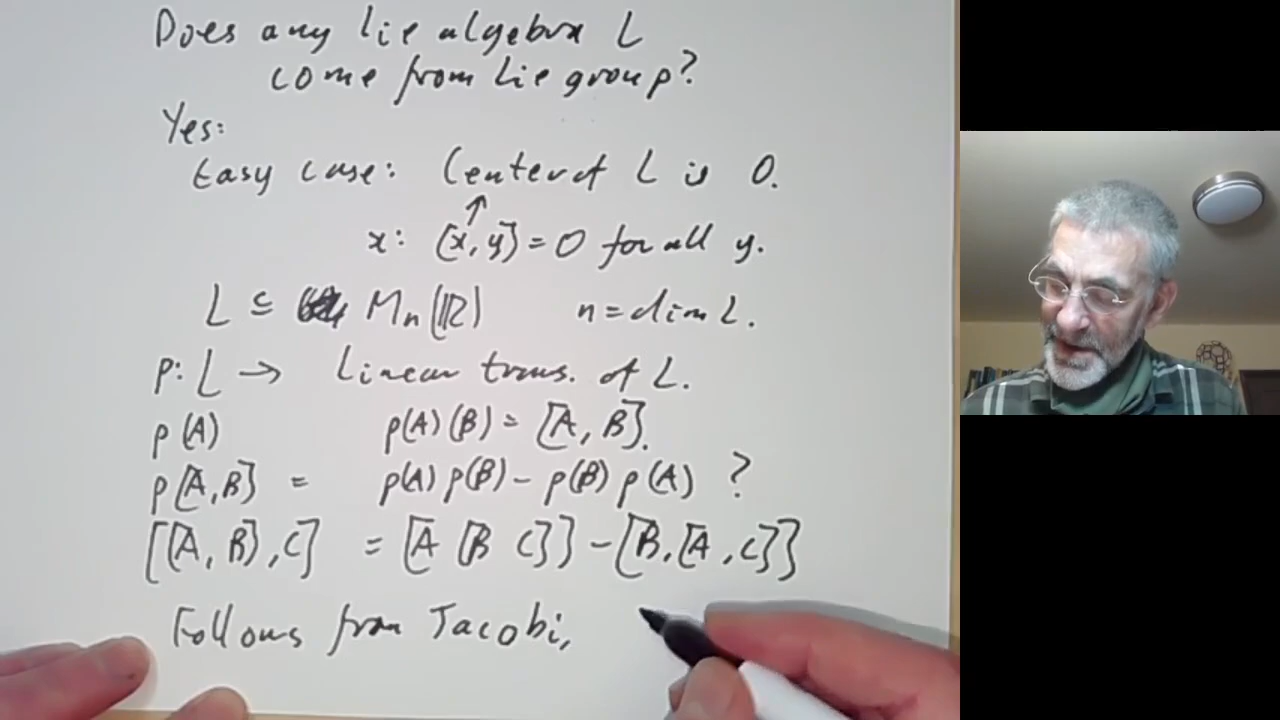 Does any Lie algebra L
come from Lie group?
Yes:
Easy case: Center of L is 0.
↑
x: [x, y] = 0 for all y.
L ⊆ Mn(ℝ) n = dim L.
ρ: L → Linear trans. of L.
ρ(A) ρ(A)(B) = [A, B].
ρ[A,B] = ρ(A) ρ(B) - ρ(B) ρ(A) ?
[[A, B], C] = [A [B C]] - [B, [A, C]]
Follows from Jacobi,